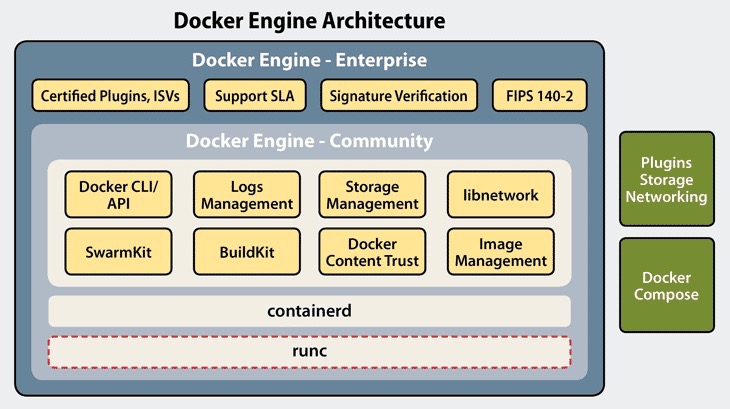 Docker Engine Architecture
Docker Engine - Enterprise
Certified Plugins, ISVs
Support SLA
Signature Verification
FIPS 140-2
Docker Engine - Community
Docker CLI/
API
Logs
Management
Storage
Management
libnetwork
SwarmKit
BuildKit
Docker
Content Trust
Image
Management
containerd
runc
Plugins
Storage
Networking
Docker
Compose